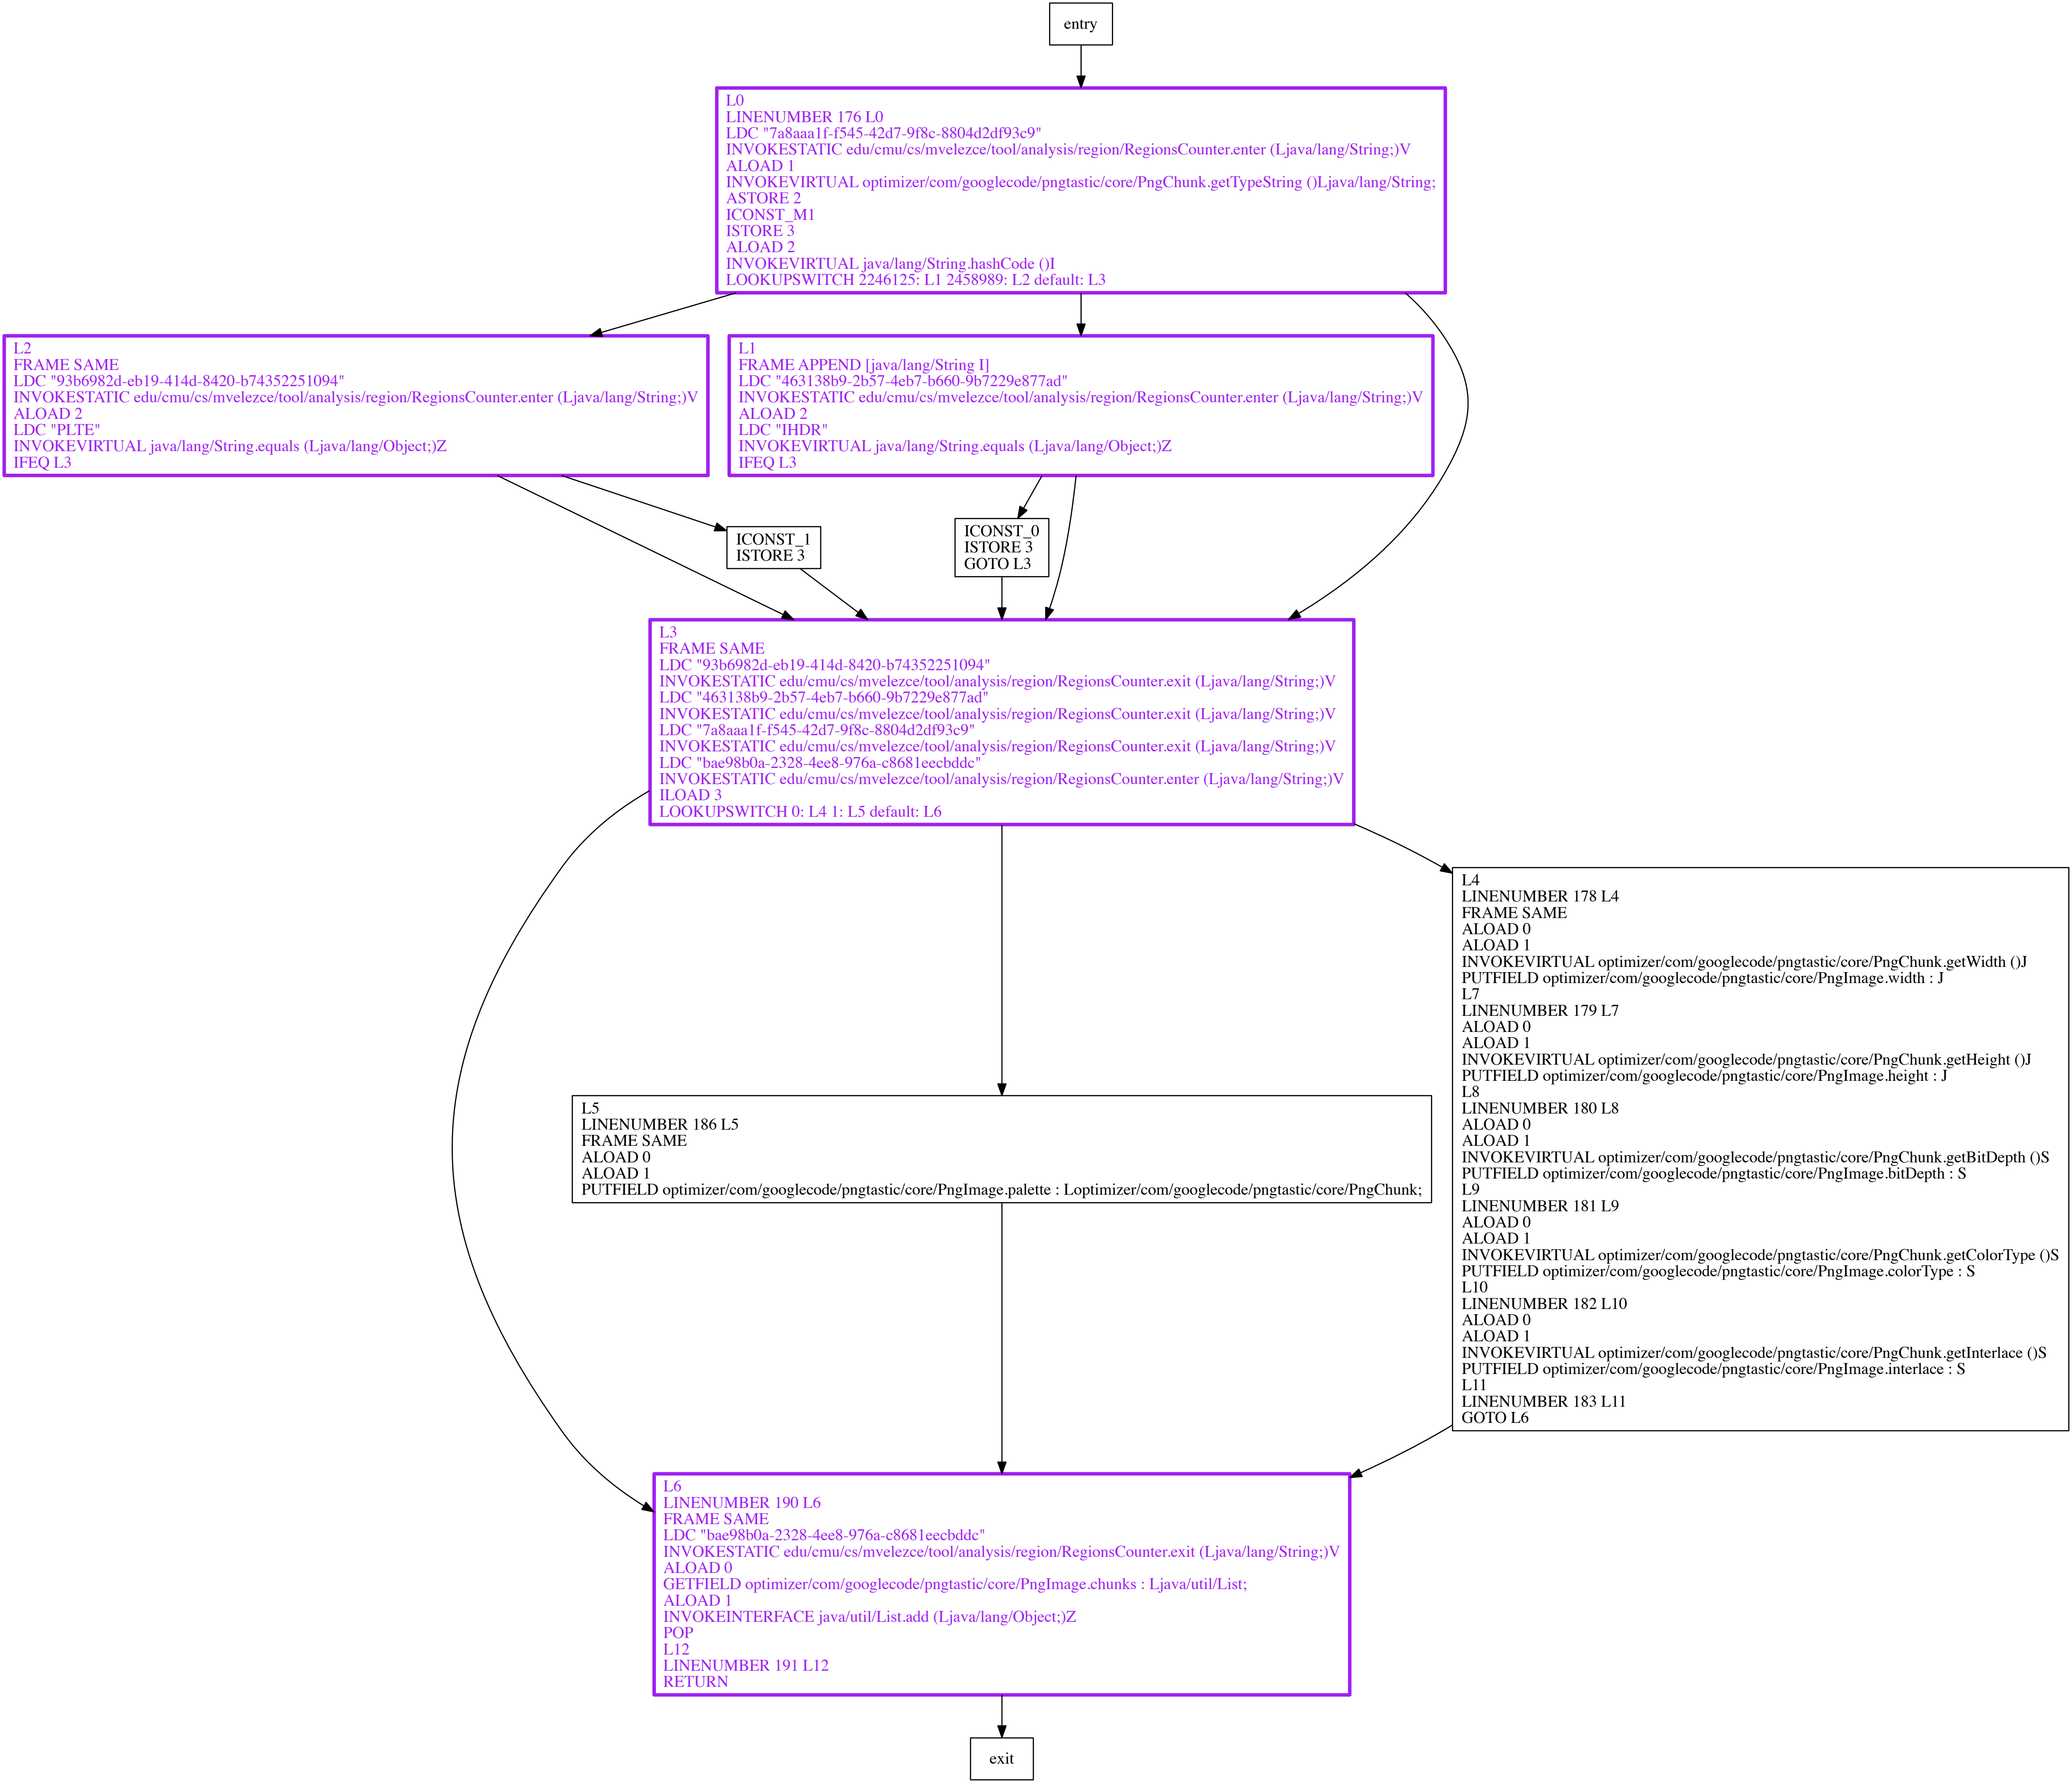 entry
L0
LINENUMBER 176 L0
LDC "7a8aaa1f-f545-42d7-9f8c-8804d2df93c9"
INVOKESTATIC edu/cmu/cs/mvelezce/tool/analysis/region/RegionsCounter.enter (Ljava/lang/String;)V
ALOAD 1
INVOKEVIRTUAL optimizer/com/googlecode/pngtastic/core/PngChunk.getTypeString ()Ljava/lang/String;
ASTORE 2
ICONST_M1
ISTORE 3
ALOAD 2
INVOKEVIRTUAL java/lang/String.hashCode ()I
LOOKUPSWITCH 2246125: L1 2458989: L2 default: L3
L2
FRAME SAME
LDC "93b6982d-eb19-414d-8420-b74352251094"
INVOKESTATIC edu/cmu/cs/mvelezce/tool/analysis/region/RegionsCounter.enter (Ljava/lang/String;)V
ALOAD 2
LDC "PLTE"
INVOKEVIRTUAL java/lang/String.equals (Ljava/lang/Object;)Z
IFEQ L3
L1
FRAME APPEND [java/lang/String I]
LDC "463138b9-2b57-4eb7-b660-9b7229e877ad"
INVOKESTATIC edu/cmu/cs/mvelezce/tool/analysis/region/RegionsCounter.enter (Ljava/lang/String;)V
ALOAD 2
LDC "IHDR"
INVOKEVIRTUAL java/lang/String.equals (Ljava/lang/Object;)Z
IFEQ L3
ICONST_1
ISTORE 3
ICONST_0
ISTORE 3
GOTO L3
L3
FRAME SAME
LDC "93b6982d-eb19-414d-8420-b74352251094"
INVOKESTATIC edu/cmu/cs/mvelezce/tool/analysis/region/RegionsCounter.exit (Ljava/lang/String;)V
LDC "463138b9-2b57-4eb7-b660-9b7229e877ad"
INVOKESTATIC edu/cmu/cs/mvelezce/tool/analysis/region/RegionsCounter.exit (Ljava/lang/String;)V
LDC "7a8aaa1f-f545-42d7-9f8c-8804d2df93c9"
INVOKESTATIC edu/cmu/cs/mvelezce/tool/analysis/region/RegionsCounter.exit (Ljava/lang/String;)V
LDC "bae98b0a-2328-4ee8-976a-c8681eecbddc"
INVOKESTATIC edu/cmu/cs/mvelezce/tool/analysis/region/RegionsCounter.enter (Ljava/lang/String;)V
ILOAD 3
LOOKUPSWITCH 0: L4 1: L5 default: L6
L4
LINENUMBER 178 L4
FRAME SAME
ALOAD 0
ALOAD 1
INVOKEVIRTUAL optimizer/com/googlecode/pngtastic/core/PngChunk.getWidth ()J
PUTFIELD optimizer/com/googlecode/pngtastic/core/PngImage.width : J
L7
LINENUMBER 179 L7
ALOAD 0
ALOAD 1
INVOKEVIRTUAL optimizer/com/googlecode/pngtastic/core/PngChunk.getHeight ()J
PUTFIELD optimizer/com/googlecode/pngtastic/core/PngImage.height : J
L8
LINENUMBER 180 L8
ALOAD 0
ALOAD 1
INVOKEVIRTUAL optimizer/com/googlecode/pngtastic/core/PngChunk.getBitDepth ()S
PUTFIELD optimizer/com/googlecode/pngtastic/core/PngImage.bitDepth : S
L9
LINENUMBER 181 L9
ALOAD 0
ALOAD 1
INVOKEVIRTUAL optimizer/com/googlecode/pngtastic/core/PngChunk.getColorType ()S
PUTFIELD optimizer/com/googlecode/pngtastic/core/PngImage.colorType : S
L10
LINENUMBER 182 L10
ALOAD 0
ALOAD 1
INVOKEVIRTUAL optimizer/com/googlecode/pngtastic/core/PngChunk.getInterlace ()S
PUTFIELD optimizer/com/googlecode/pngtastic/core/PngImage.interlace : S
L11
LINENUMBER 183 L11
GOTO L6
L5
LINENUMBER 186 L5
FRAME SAME
ALOAD 0
ALOAD 1
PUTFIELD optimizer/com/googlecode/pngtastic/core/PngImage.palette : Loptimizer/com/googlecode/pngtastic/core/PngChunk;
L6
LINENUMBER 190 L6
FRAME SAME
LDC "bae98b0a-2328-4ee8-976a-c8681eecbddc"
INVOKESTATIC edu/cmu/cs/mvelezce/tool/analysis/region/RegionsCounter.exit (Ljava/lang/String;)V
ALOAD 0
GETFIELD optimizer/com/googlecode/pngtastic/core/PngImage.chunks : Ljava/util/List;
ALOAD 1
INVOKEINTERFACE java/util/List.add (Ljava/lang/Object;)Z
POP
L12
LINENUMBER 191 L12
RETURN
exit